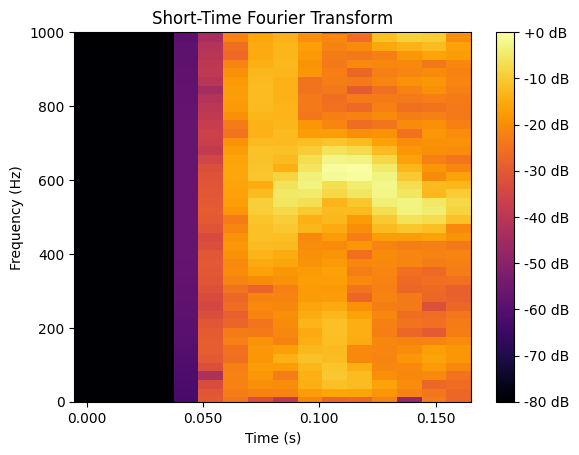 Short-Time Fourier Transform
Frequency (Hz)
1000
800
600
400
200
0
0.000
0.050
0.100
0.150
Time (s)
+0 dB
-10 dB
-20 dB
-30 dB
-40 dB
-50 dB
-60 dB
-70 dB
-80 dB